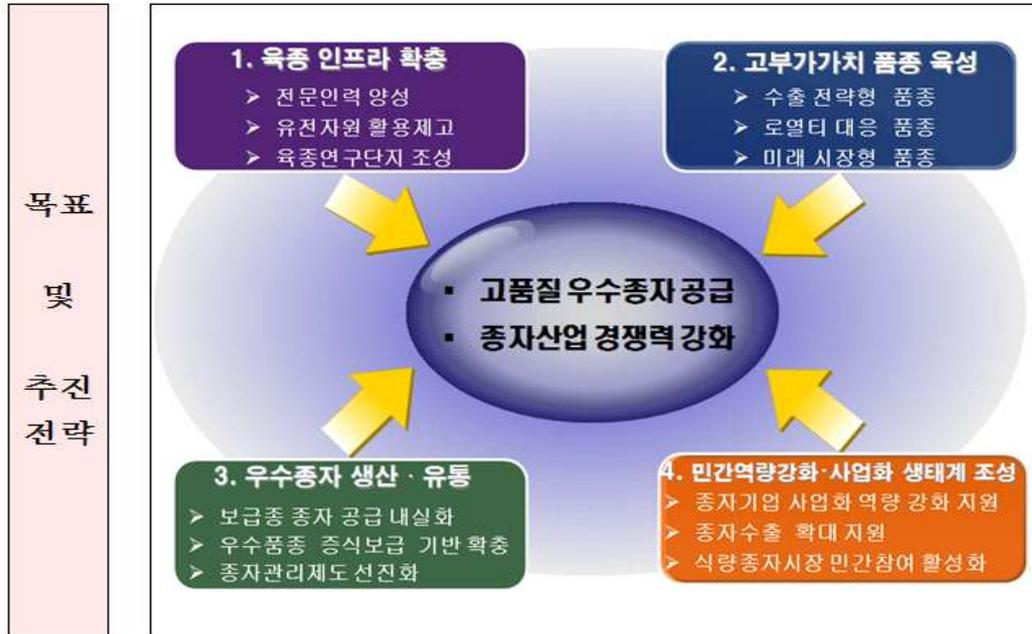 목표
및
추진
전략
1. 육종 인프라 확충
➢ 전문인력 양성
➢ 유전자원 활용제고
➢ 육종연구단지 조성
2. 고부가가치 품종 육성
➢ 수출 전략형 품종
➢ 로열티 대응 품종
➢ 미래 시장형 품종
▪ 고품질 우수종자 공급
▪ 종자산업 경쟁력 강화
3. 우수종자 생산 · 유통
➢ 보급종 종자 공급 내실화
➢ 우수품종 증식보급 기반 확충
➢ 종자관리제도 선진화
4. 민간역량강화·사업화 생태계 조성
➢ 종자기업 사업화 역량 강화 지원
➢ 종자수출 확대 지원
➢ 식량종자시장 민간참여 활성화